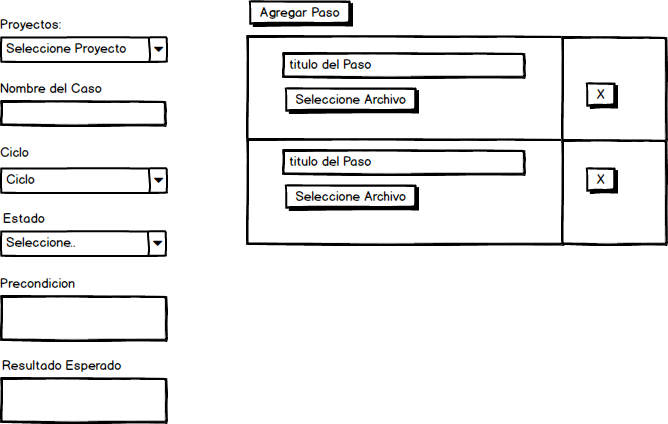 Proyectos:
Seleccione Proyecto
Nombre del Caso
Ciclo
Ciclo
Estado
Seleccione..
Precondicion
Resultado Esperado
Agregar Paso
titulo del Paso
Seleccione Archivo
X
titulo del Paso
Seleccione Archivo
X